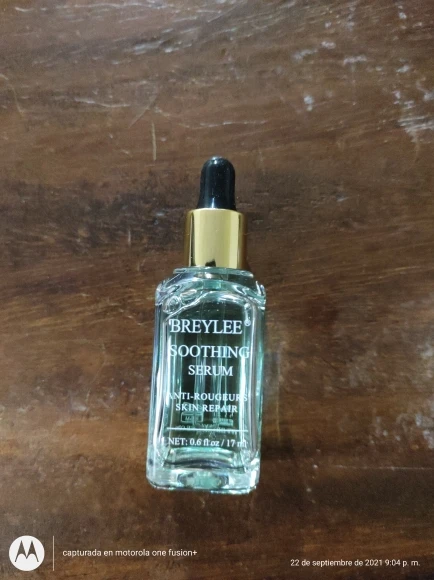 BREYLEE®
SOOTHING
SERUM
ANTI-ROUGEURS
SKIN REPAIR
NET: 0.6 fl oz / 17 ml
capturada en motorola one fusion+
22 de septiembre de 2021 9:04 p. m.